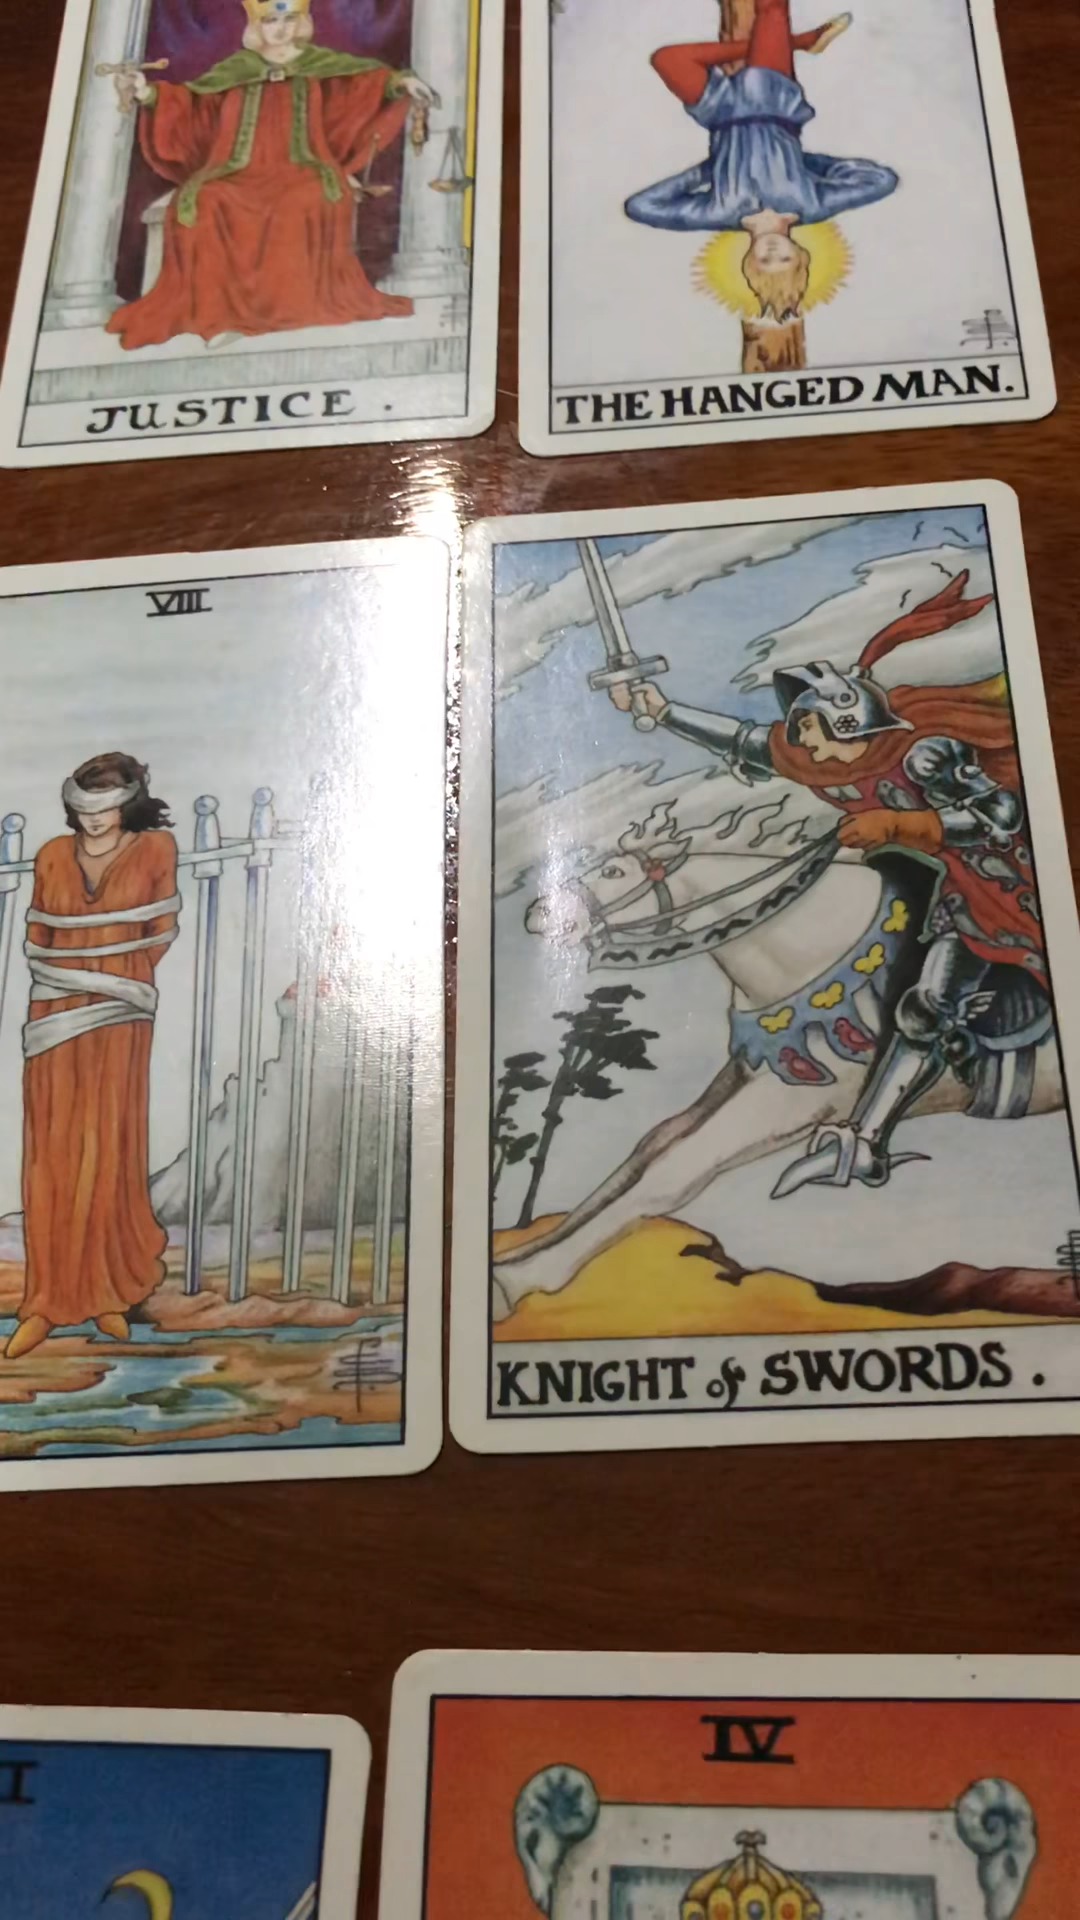 JUSTICE .
THE HANGED MAN.
VIII
KNIGHT of SWORDS .
IV